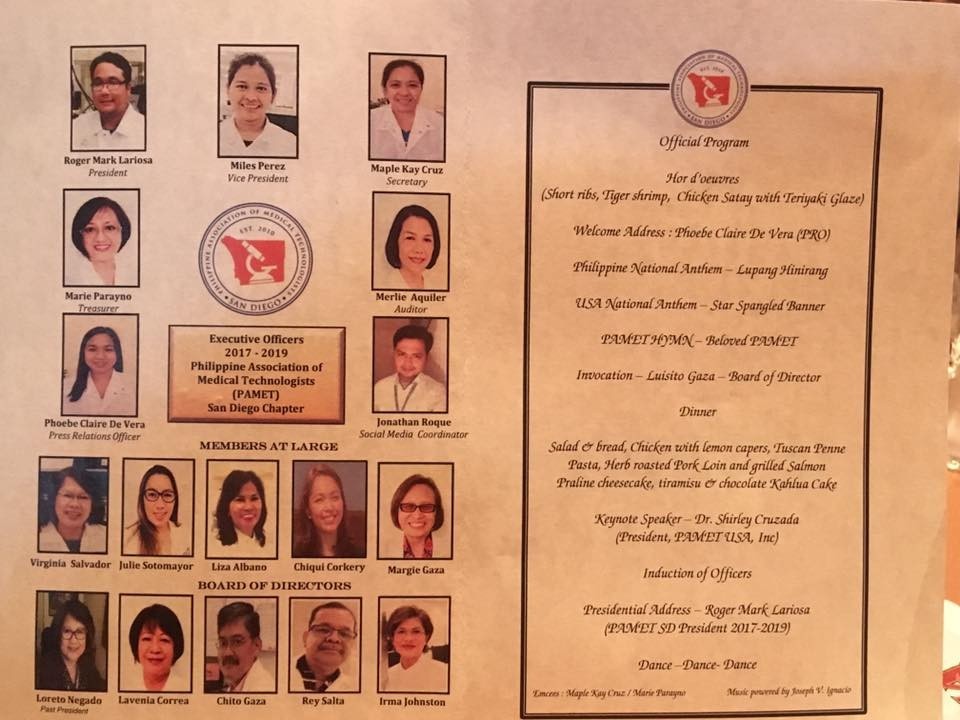 Roger Mark Lariosa
President
Miles Perez
Vice President
Maple Kay Cruz
Secretary
Marie Parayno
Treasurer
PHILIPPINE ASSOCIATION OF MEDICAL TECHNOLOGISTS
EST. 2010
SAN DIEGO
Merlie Aquiler
Auditor
Phoebe Claire De Vera
Press Relations Officer
Executive Officers
2017 - 2019
Philippine Association of
Medical Technologists
(PAMET)
San Diego Chapter
Jonathan Roque
Social Media Coordinator
MEMBERS AT LARGE
Virginia Salvador
Julie Sotomayor
Liza Albano
Chiqui Corkery
Margie Gaza
BOARD OF DIRECTORS
Loreto Negado
Past President
Lavenia Correa
Chito Gaza
Rey Salta
Irma Johnston
PHILIPPINE ASSOCIATION OF MEDICAL TECHNOLOGISTS
EST. 2010
SAN DIEGO
Official Program
Hor d'oeuvres
(Short ribs, Tiger shrimp, Chicken Satay with Teriyaki Glaze)
Welcome Address : Phoebe Claire De Vera (PRO)
Philippine National Anthem – Lupang Hinirang
USA National Anthem – Star Spangled Banner
PAMET HYMN – Beloved PAMET
Invocation – Luisito Gaza – Board of Director
Dinner
Salad & bread, Chicken with lemon capers, Tuscan Penne
Pasta, Herb roasted Pork Loin and grilled Salmon
Praline cheesecake, tiramisu & chocolate Kahlua Cake
Keynote Speaker – Dr. Shirley Cruzada
(President, PAMET USA, Inc)
Induction of Officers
Presidential Address – Roger Mark Lariosa
(PAMET SD President 2017-2019)
Dance –Dance- Dance
Emcees : Maple Kay Cruz / Marie Parayno
Music powered by Joseph V. Ignacio